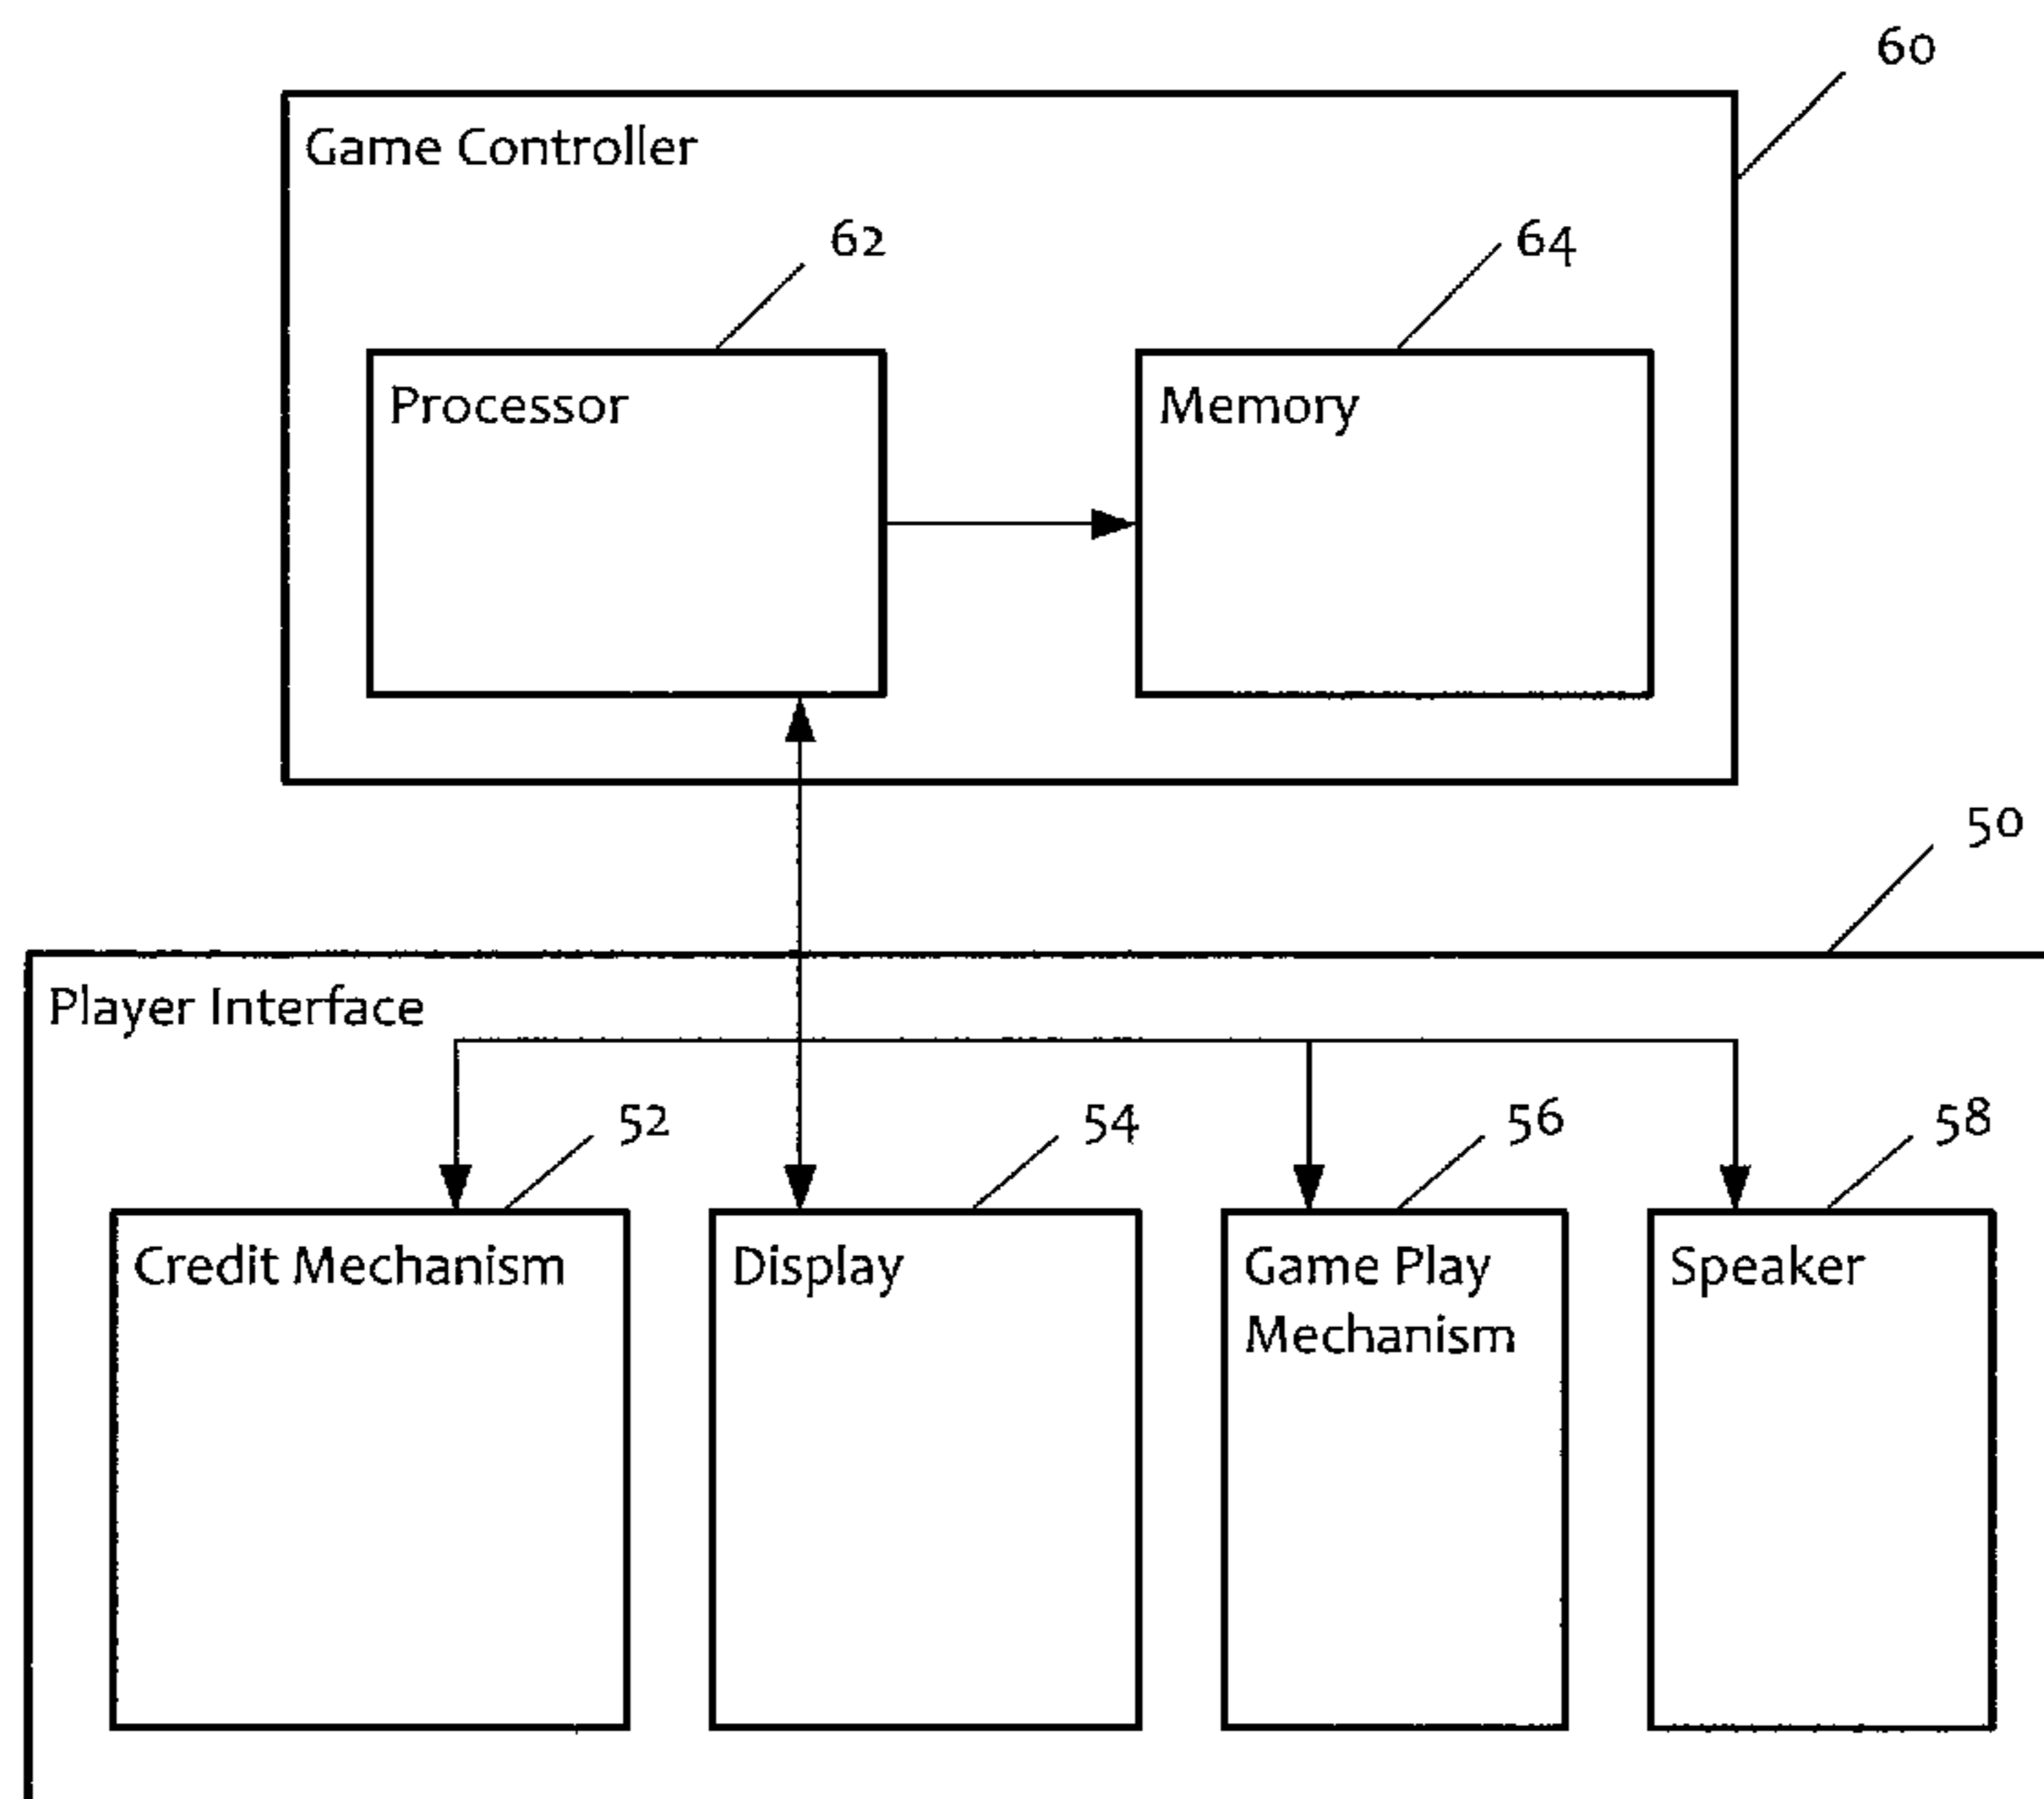 60
Game Controller
62
64
Processor
Memory
50
Player Interface
52
54
56
58
Credit Mechanism
Display
Game Play
Mechanism
Speaker